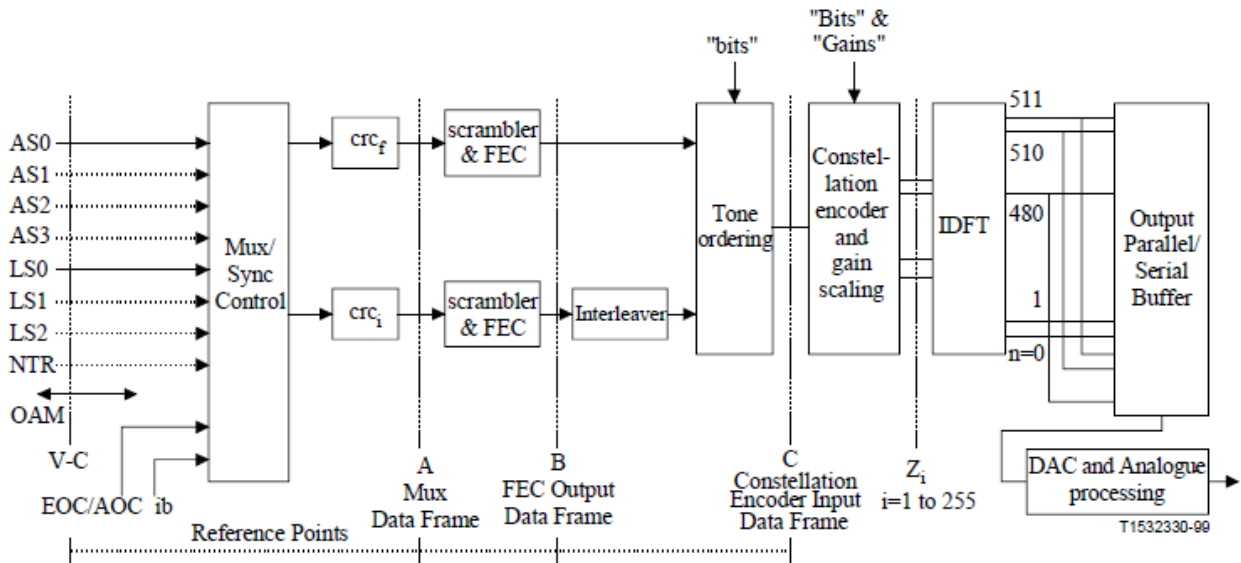 "bits"
"Bits" &
"Gains"
AS0
AS1
AS2
AS3
LS0
LS1
LS2
NTR
OAM
V-C
EOC/AOC ib
Mux/
Sync
Control
crcf
crci
scrambler
& FEC
scrambler
& FEC
Interleaver
Tone
ordering
Constel-
lation
encoder
and
gain
scaling
IDFT
511
510
480
1
n=0
Output
Parallel/
Serial
Buffer
DAC and Analogue
processing
A
Mux
Data Frame
B
FEC Output
Data Frame
C
Constellation
Encoder Input
Data Frame
Zi
i=1 to 255
Reference Points
T1532330-99